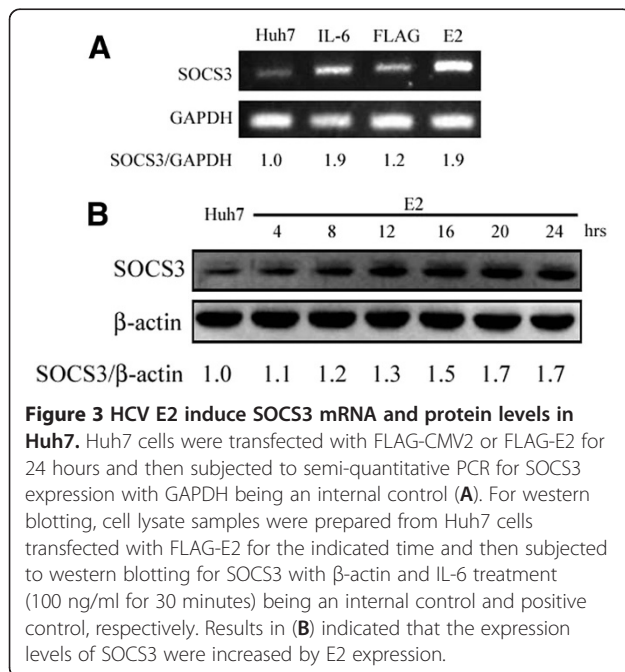 A
Huh7 IL-6 FLAG E2
SOCS3
GAPDH
SOCS3/GAPDH 1.0 1.9 1.2 1.9
B
Huh7 E2
4 8 12 16 20 24 hrs
SOCS3
β-actin
SOCS3/β-actin 1.0 1.1 1.2 1.3 1.5 1.7 1.7
Figure 3 HCV E2 induce SOCS3 mRNA and protein levels in
Huh7. Huh7 cells were transfected with FLAG-CMV2 or FLAG-E2 for
24 hours and then subjected to semi-quantitative PCR for SOCS3
expression with GAPDH being an internal control (A). For western
blotting, cell lysate samples were prepared from Huh7 cells
transfected with FLAG-E2 for the indicated time and then subjected
to western blotting for SOCS3 with β-actin and IL-6 treatment
(100 ng/ml for 30 minutes) being an internal control and positive
control, respectively. Results in (B) indicated that the expression
levels of SOCS3 were increased by E2 expression.